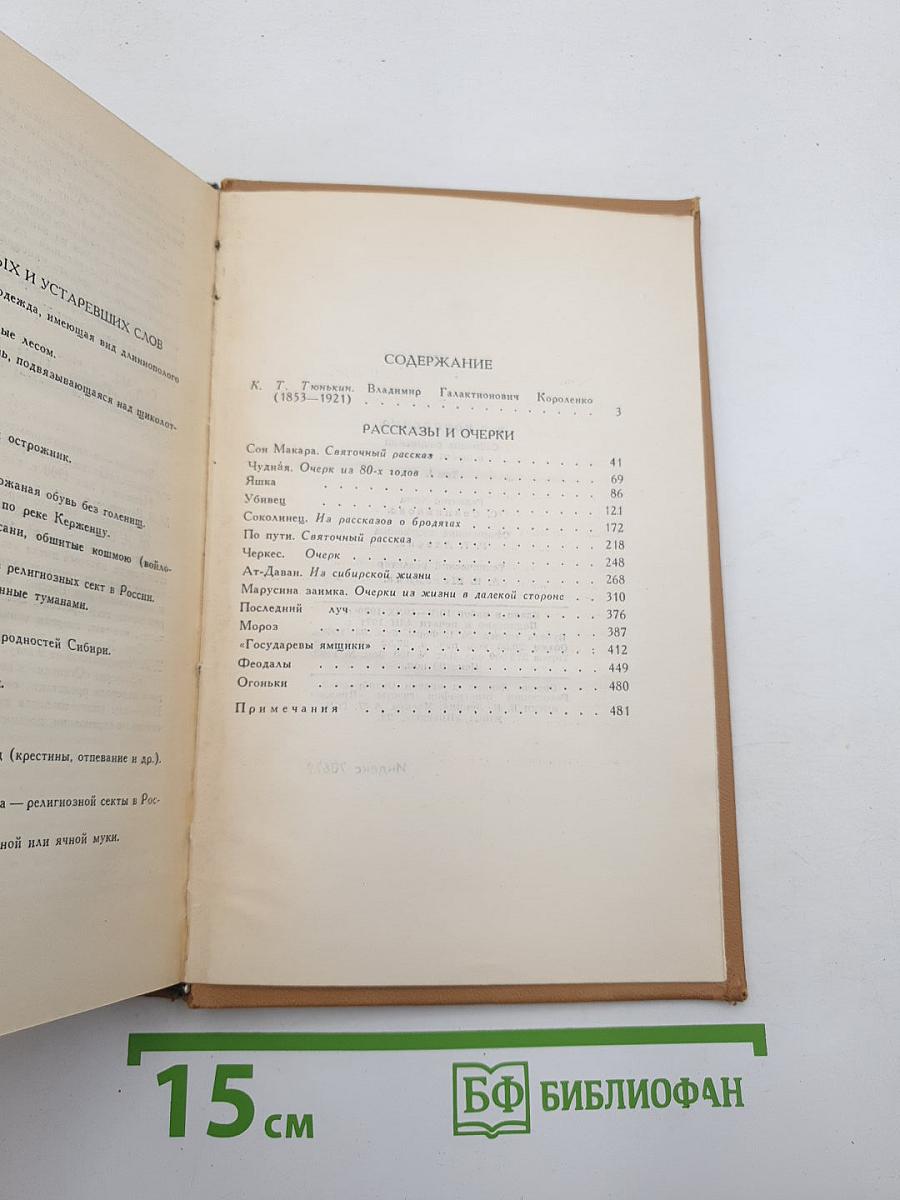 ЫХ И УСТАРЕВШИХ СЛОВ
одежда, имеющая вид длиннополого
ые лесом.
ь, подвязывающаяся над щиколот-
острожник.
жаная обувь без голенищ.
по реке Керженцу.
сани, обшитые кошмою (войло-
религиозных сект в России.
нные туманами.
родностей Сибири.
(крестины, отпевание и др.).
а — религиозной секты в Рос-
ной или ячной муки.
СОДЕРЖАНИЕ
К. Т. Тюнькин. Владимир Галактионович Короленко
(1853—1921) . . . . . . . . . . . . . 3
РАССКАЗЫ И ОЧЕРКИ
Сон Макара. Святочный рассказ . . . . . . . . . 41
Чудна́я. Очерк из 80-х годов . . . . . . . . . . 69
Яшка . . . . . . . . . . . . . . . 86
Убивец . . . . . . . . . . . . . . . 121
Соколинец. Из рассказов о бродягах . . . . . . . . 172
По пути. Святочный рассказ . . . . . . . . . . 218
Черкес. Очерк . . . . . . . . . . . . . . 248
Ат-Даван. Из сибирской жизни . . . . . . . . . 268
Марусина заимка. Очерки из жизни в далекой стороне . . 310
Последний луч . . . . . . . . . . . . . 376
Мороз . . . . . . . . . . . . . . . 387
«Государевы ямщики» . . . . . . . . . . . . 412
Феодалы . . . . . . . . . . . . . . . 449
Огоньки . . . . . . . . . . . . . . . 480
Примечания . . . . . . . . . . . . . . 481
15 см
БФ БИБЛИОФАН